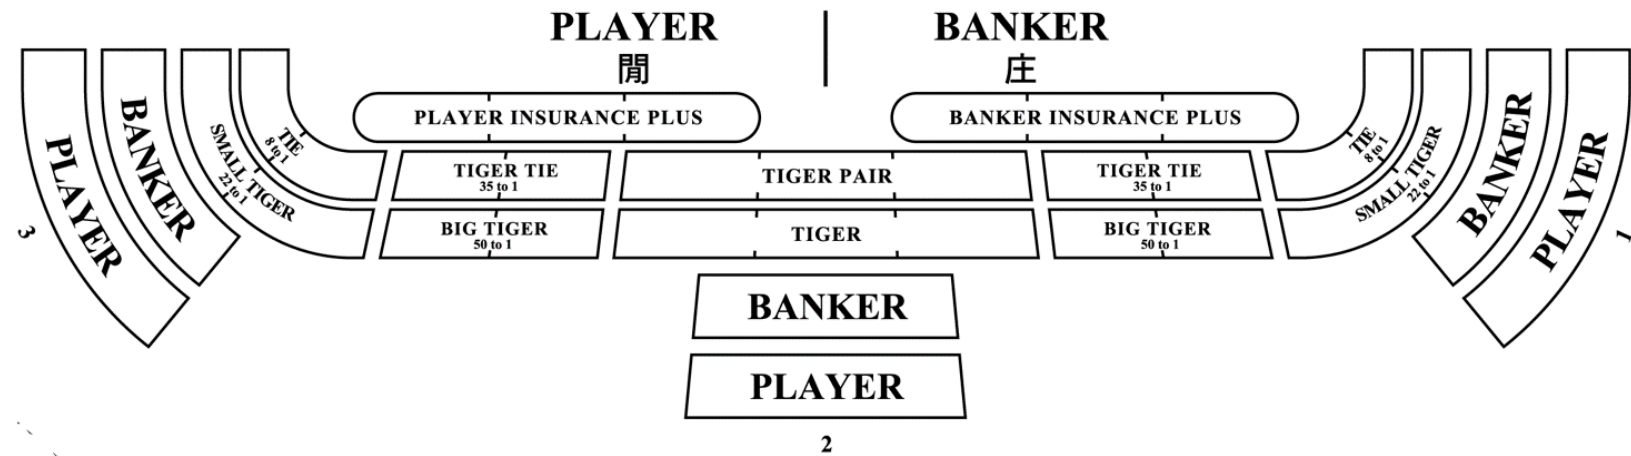 PLAYER
閒
BANKER
庄
PLAYER INSURANCE PLUS
BANKER INSURANCE PLUS
PLAYER
BANKER
SMALL TIGER
22 to 1
TIE
8 to 1
TIGER TIE
35 to 1
TIGER PAIR
TIGER TIE
35 to 1
TIE
8 to 1
SMALL TIGER
22 to 1
BANKER
PLAYER
BIG TIGER
50 to 1
TIGER
BIG TIGER
50 to 1
3
1
BANKER
PLAYER
2